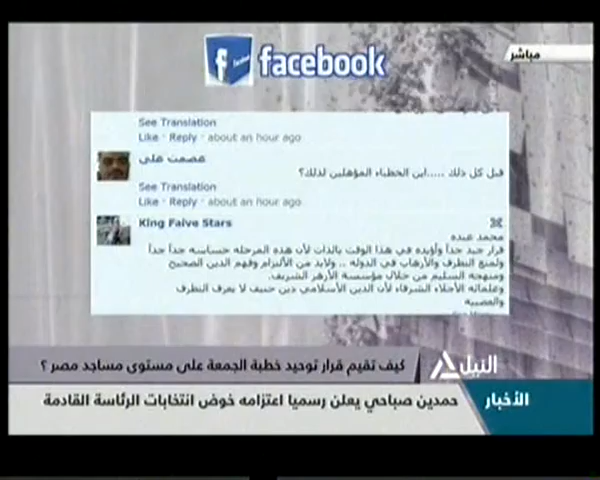 facebook
مباشر
See Translation
Like · Reply · about an hour ago
عصمت على
قبل كل ذلك .....اين الخطباء المؤهلين لذلك؟
See Translation
Like · Reply · about an hour ago
King Faive Stars
محمد عبده
قرار جيد جداً وأؤيده في هذا الوقت بالذات لأن هذه المرحله حساسه جداً جداً
ولمنع التطرف والأرهاب في الدوله .. ولابد من الألتزام وفهم الدين الصحيح
ومنهجه السليم من خلال مؤسسة الأزهر الشريف.
وعلمائه الأجلاء الشرفاء لأن الدين الأسلامي دين حنيف لا يعرف التطرف
والعصبيه
النيل
كيف تقيم قرار توحيد خطبة الجمعة على مستوى مساجد مصر ؟
الأخبار
حمدين صباحي يعلن رسميا اعتزامه خوض انتخابات الرئاسة القادمة